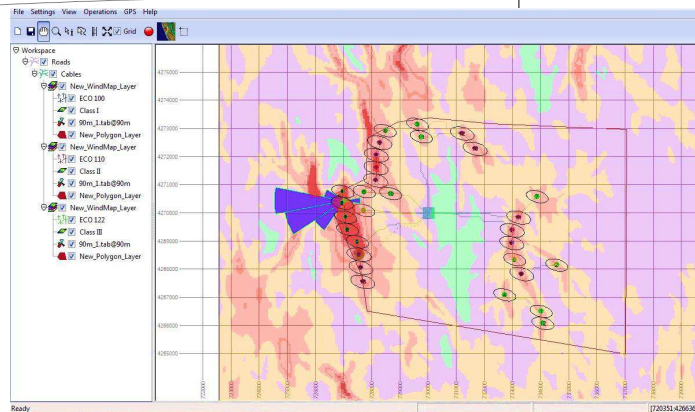 File Settings View Operations GPS Help
Grid
Workspace
Roads
Cables
New_WindMap_Layer
ECO 100
Class I
90m_1.tab@90m
New_Polygon_Layer
New_WindMap_Layer
ECO 110
Class II
90m_1.tab@90m
New_Polygon_Layer
New_WindMap_Layer
ECO 122
Class III
90m_1.tab@90m
New_Polygon_Layer
4275000
4273000
4272000
4271000
4270000
4269000
4268000
4267000
4266000
4265000
Ready
[720351:426636